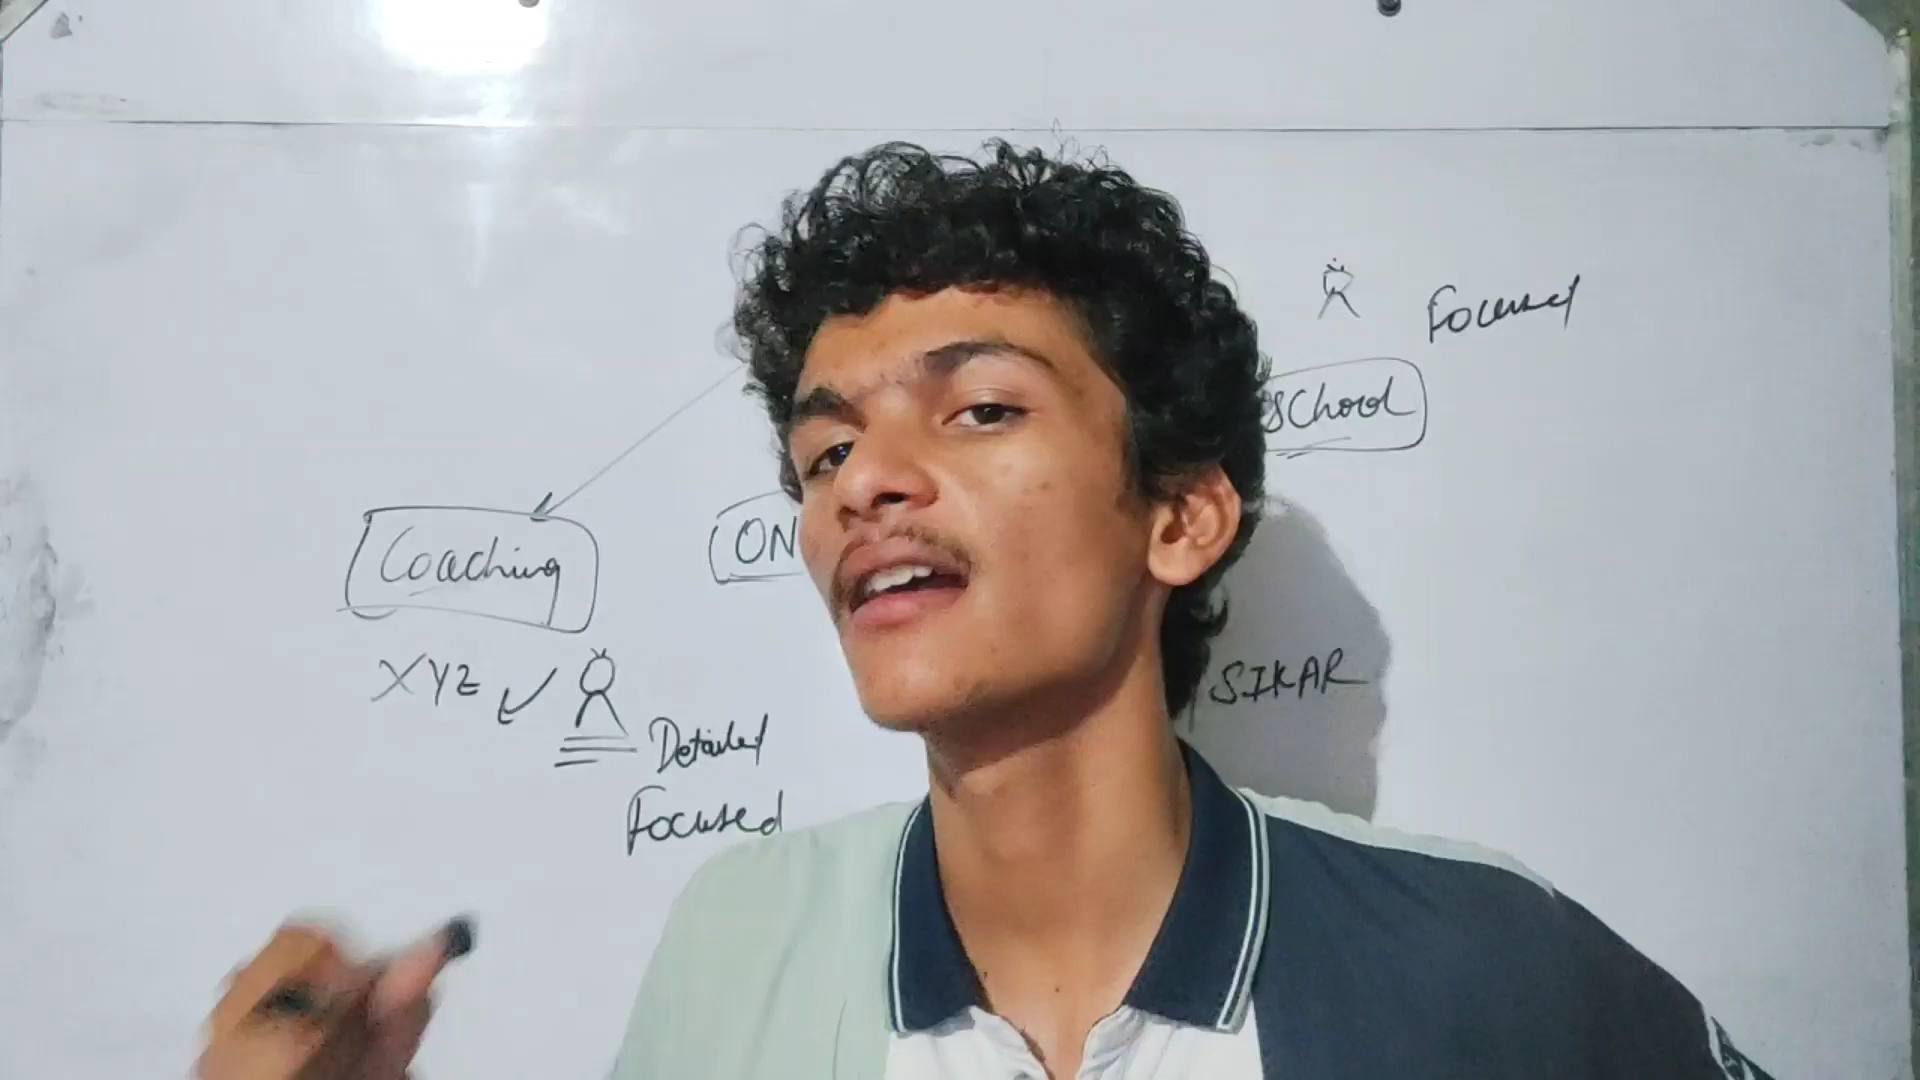 Focused
School
Coaching
ON
XYZ
SIKAR
Detailed
Focused